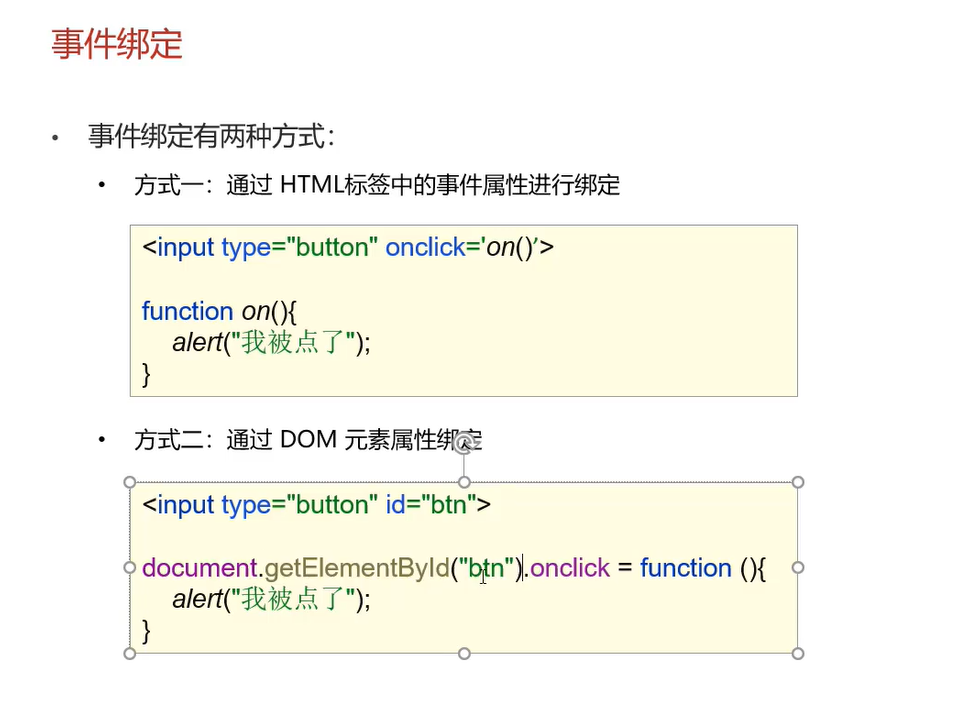 事件绑定
• 事件绑定有两种方式：
• 方式一：通过 HTML标签中的事件属性进行绑定
<input type="button" onclick='on()’>
function on(){
alert("我被点了");
}
• 方式二：通过 DOM 元素属性绑定
<input type="button" id="btn">
document.getElementById("btn").onclick = function (){
alert("我被点了");
}